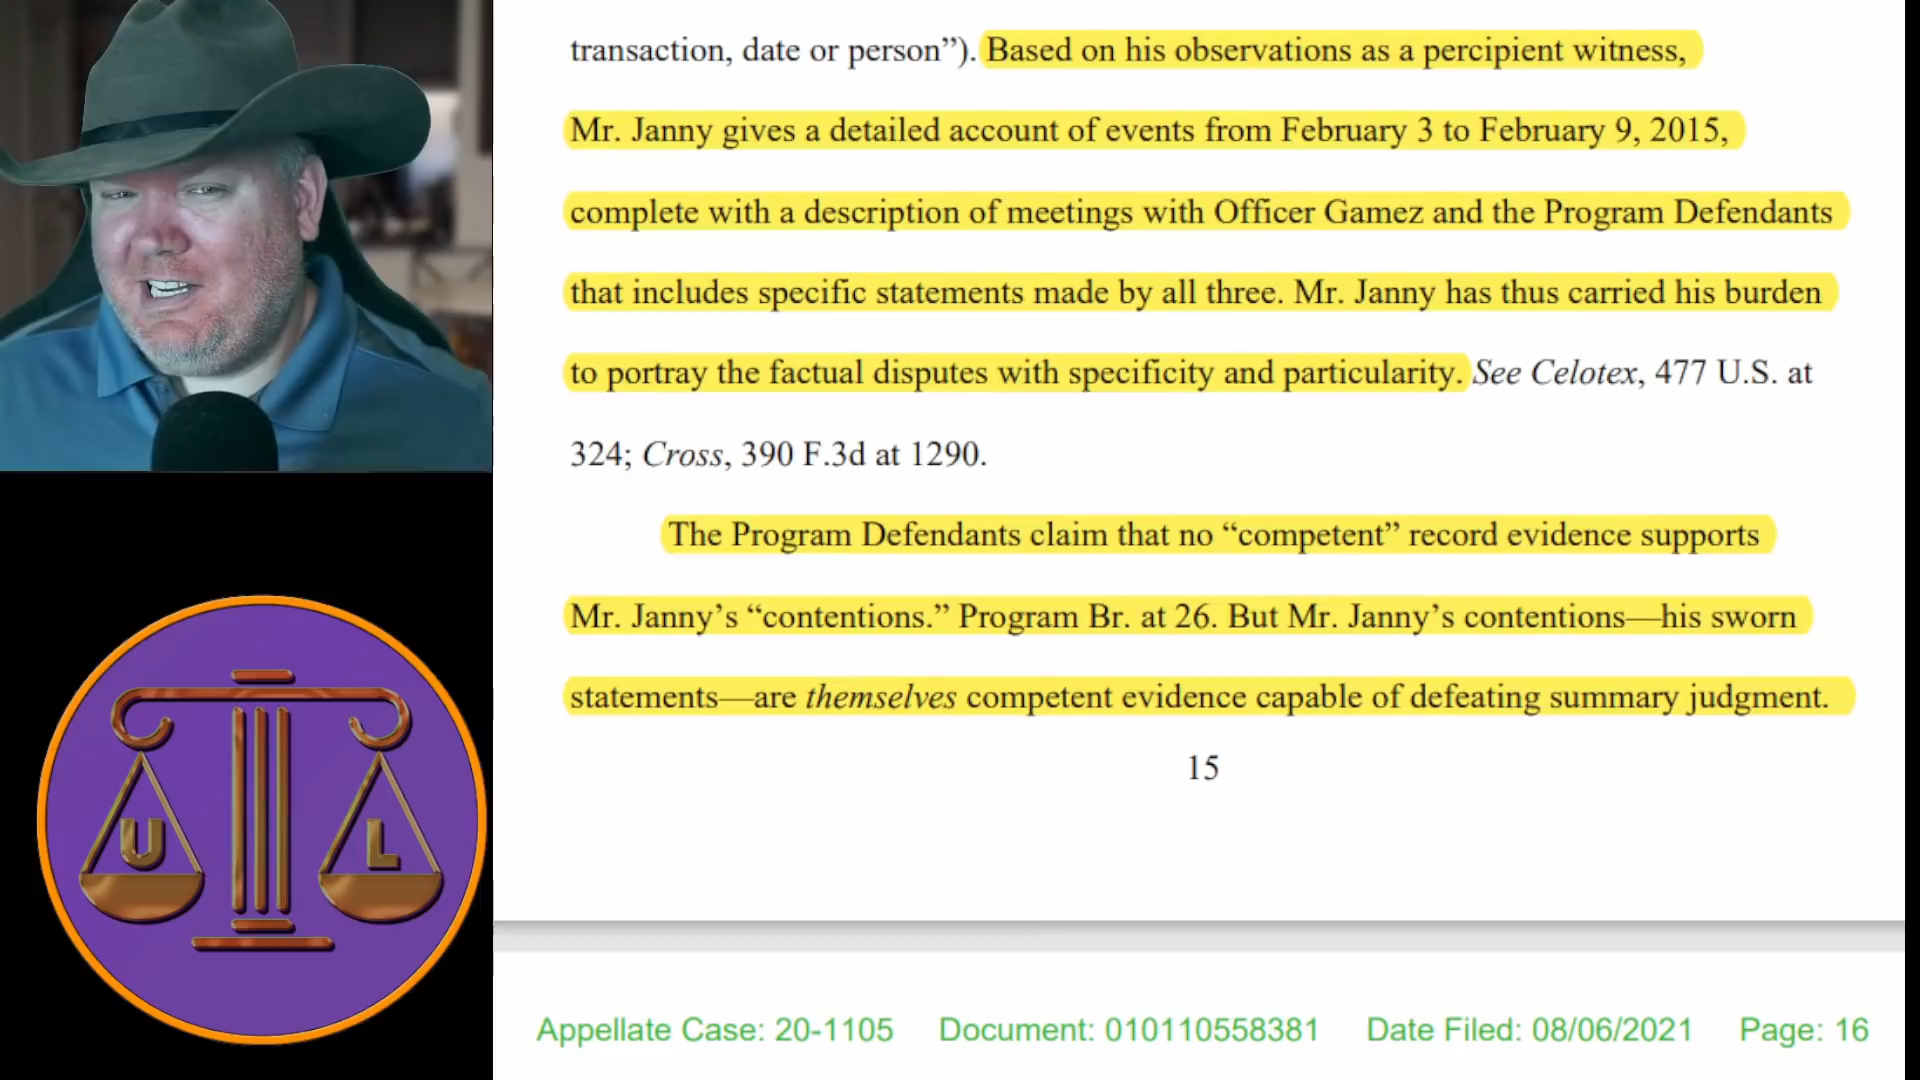 transaction, date or person”). Based on his observations as a percipient witness,
Mr. Janny gives a detailed account of events from February 3 to February 9, 2015,
complete with a description of meetings with Officer Gamez and the Program Defendants
that includes specific statements made by all three. Mr. Janny has thus carried his burden
to portray the factual disputes with specificity and particularity. See Celotex, 477 U.S. at
324; Cross, 390 F.3d at 1290.
The Program Defendants claim that no “competent” record evidence supports
Mr. Janny’s “contentions.” Program Br. at 26. But Mr. Janny’s contentions—his sworn
statements—are themselves competent evidence capable of defeating summary judgment.
15
U L
Appellate Case: 20-1105 Document: 010110558381 Date Filed: 08/06/2021 Page: 16